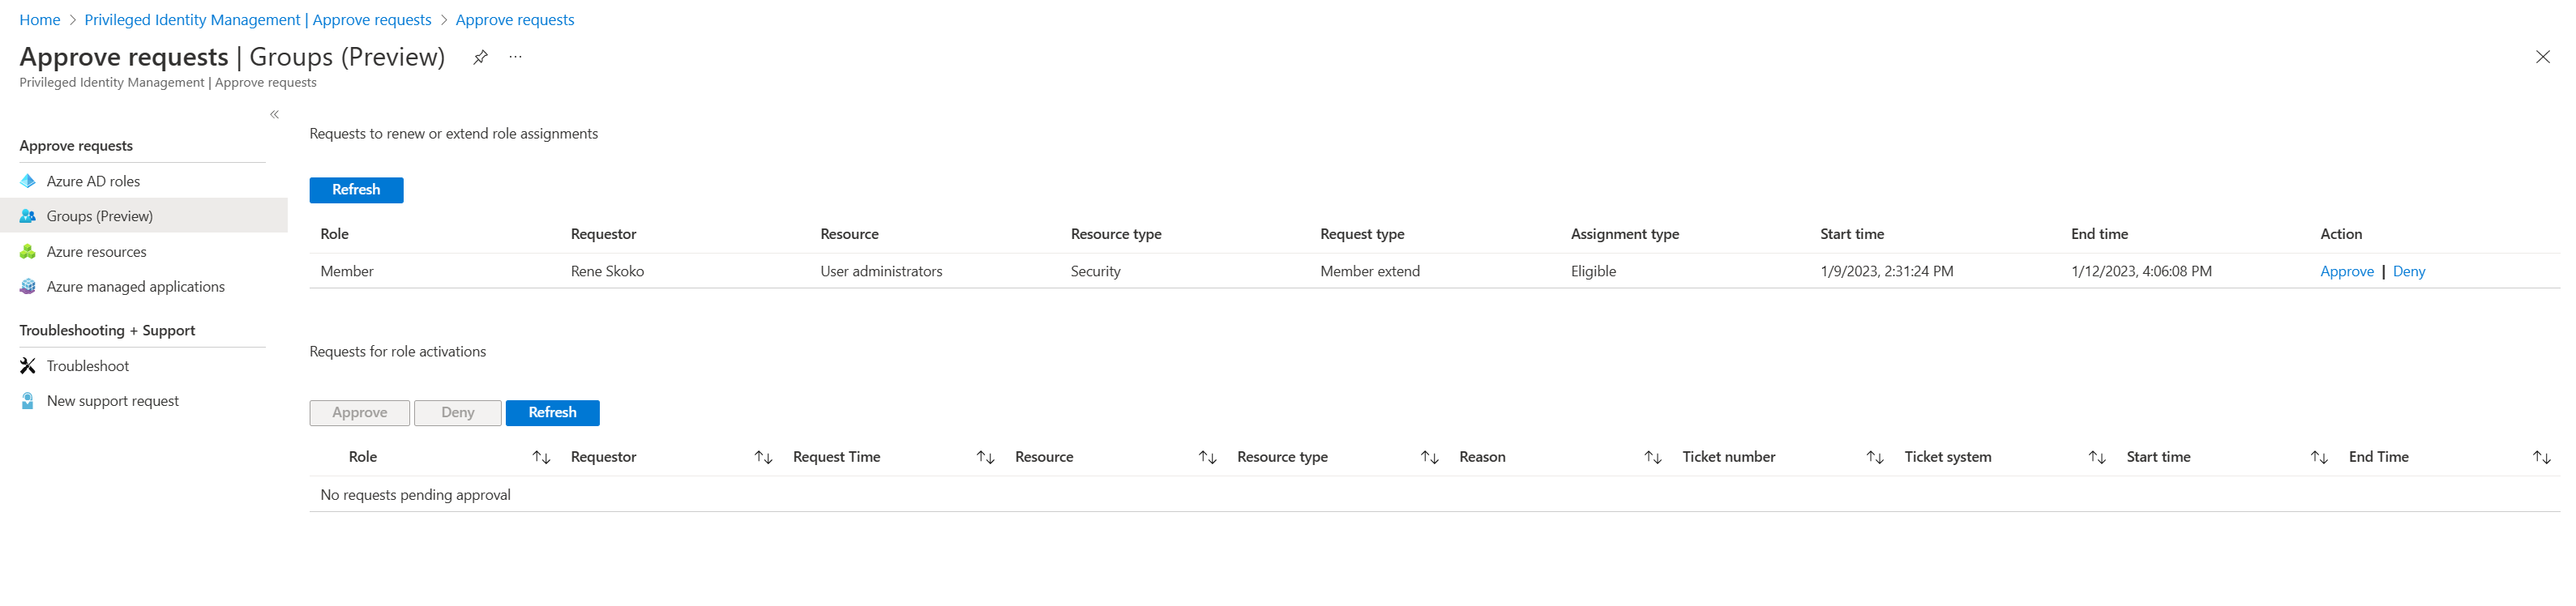 Home > Privileged Identity Management | Approve requests > Approve requests
Approve requests | Groups (Preview)
Privileged Identity Management | Approve requests
Approve requests
Azure AD roles
Groups (Preview)
Azure resources
Azure managed applications
Troubleshooting + Support
Troubleshoot
New support request
Requests to renew or extend role assignments
Refresh
Role Requestor Resource Resource type Request type Assignment type Start time End time Action
Member Rene Skoko User administrators Security Member extend Eligible 1/9/2023, 2:31:24 PM 1/12/2023, 4:06:08 PM Approve | Deny
Requests for role activations
Approve Deny Refresh
Role Requestor Request Time Resource Resource type Reason Ticket number Ticket system Start time End Time
No requests pending approval